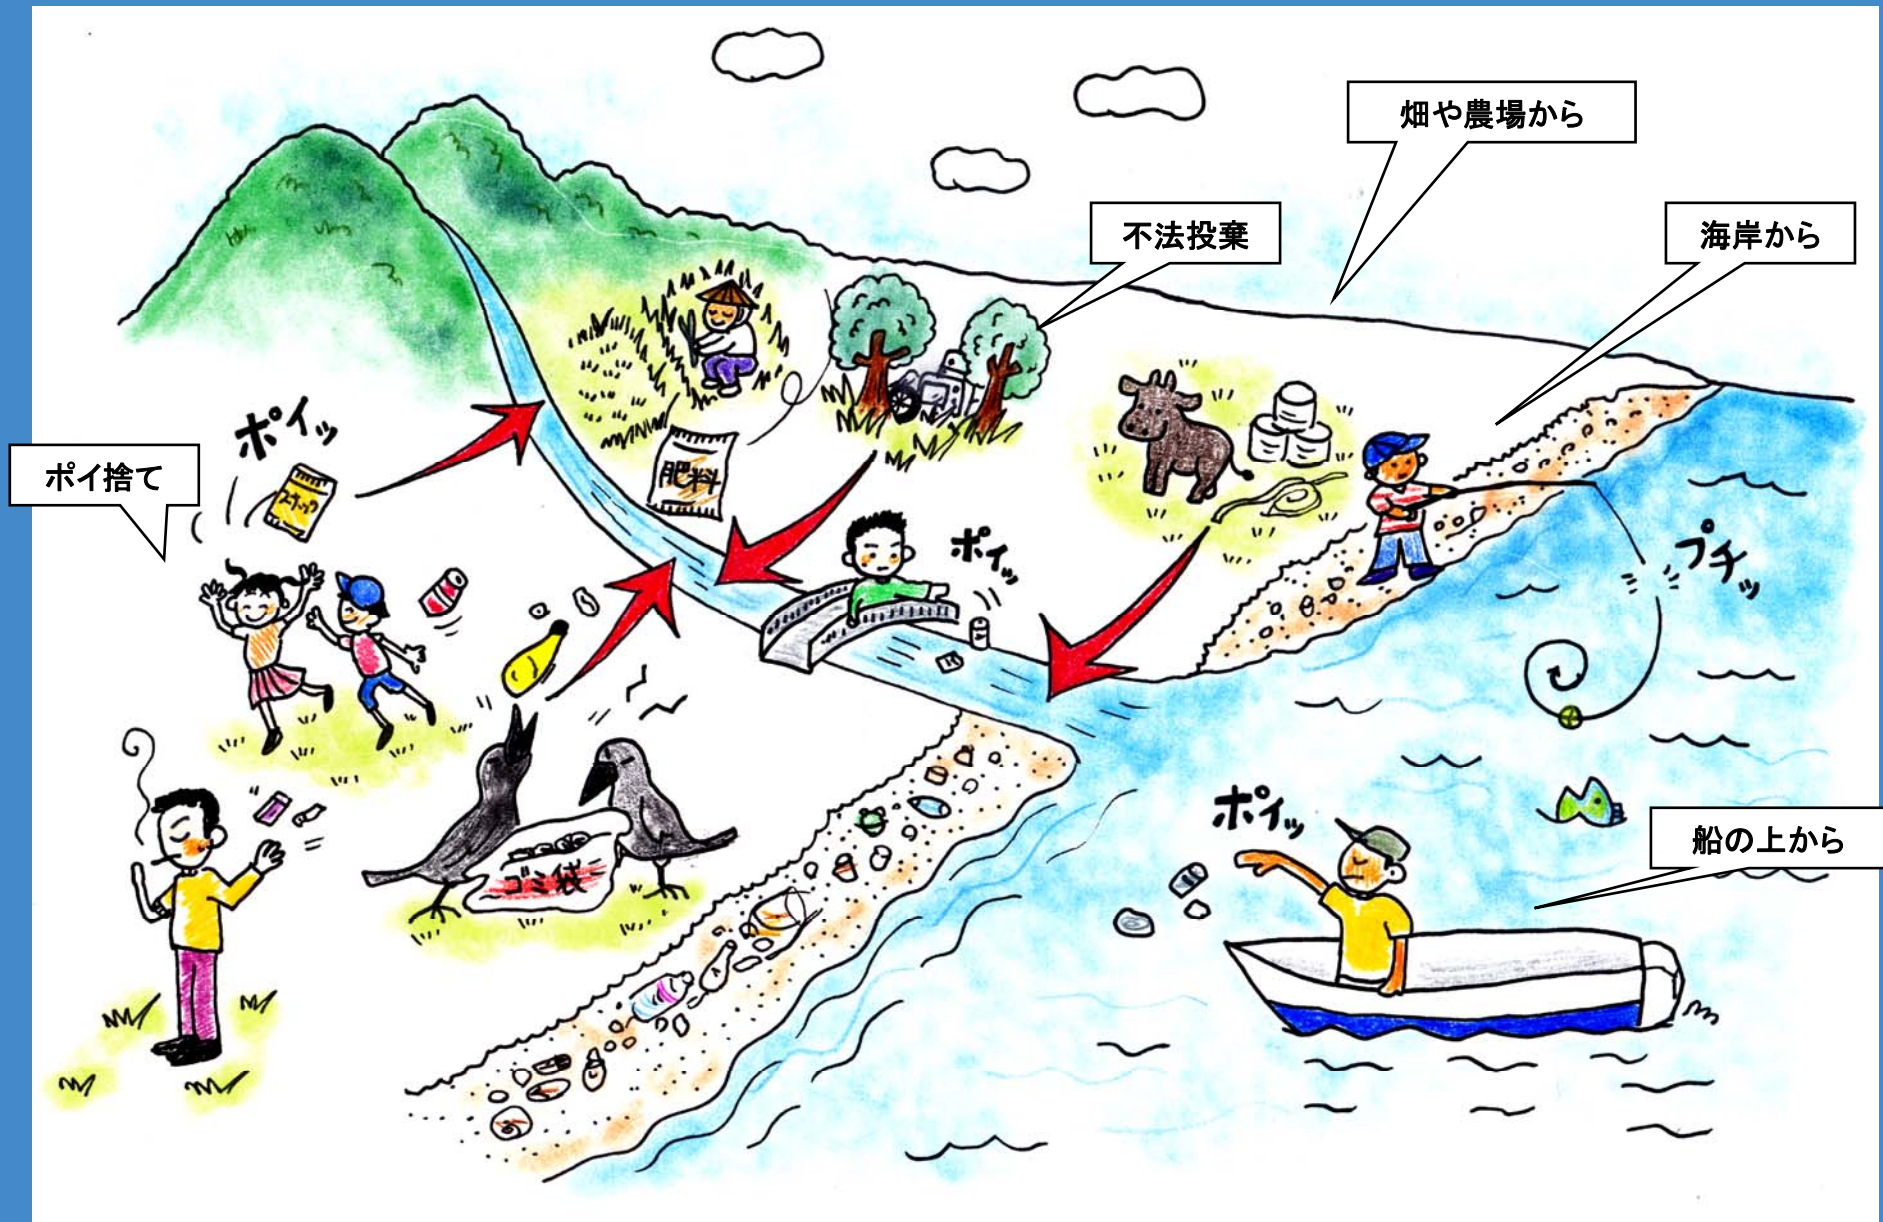 畑や農場から
不法投棄
海岸から
ポイッ
ポイ捨て
スナック
肥料
ポイッ
プチッ
ゴミ袋
ポイッ
船の上から